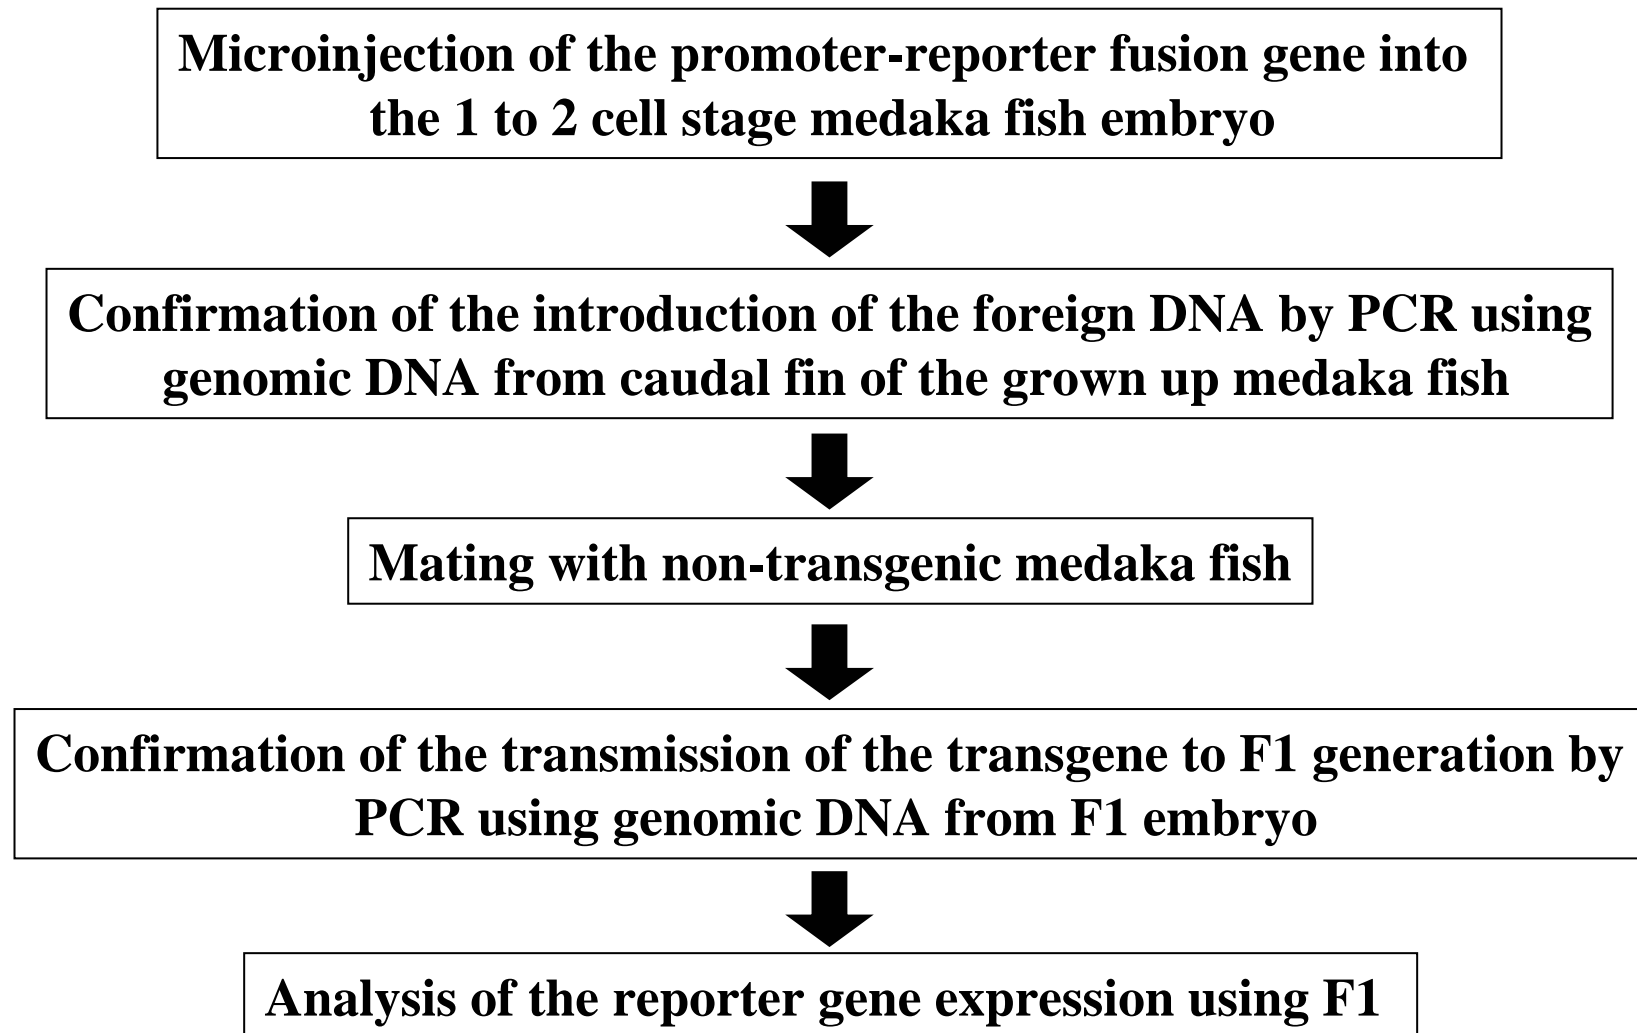 Microinjection of the promoter-reporter fusion gene into
the 1 to 2 cell stage medaka fish embryo
Confirmation of the introduction of the foreign DNA by PCR using
genomic DNA from caudal fin of the grown up medaka fish
Mating with non-transgenic medaka fish
Confirmation of the transmission of the transgene to F1 generation by
PCR using genomic DNA from F1 embryo
Analysis of the reporter gene expression using F1